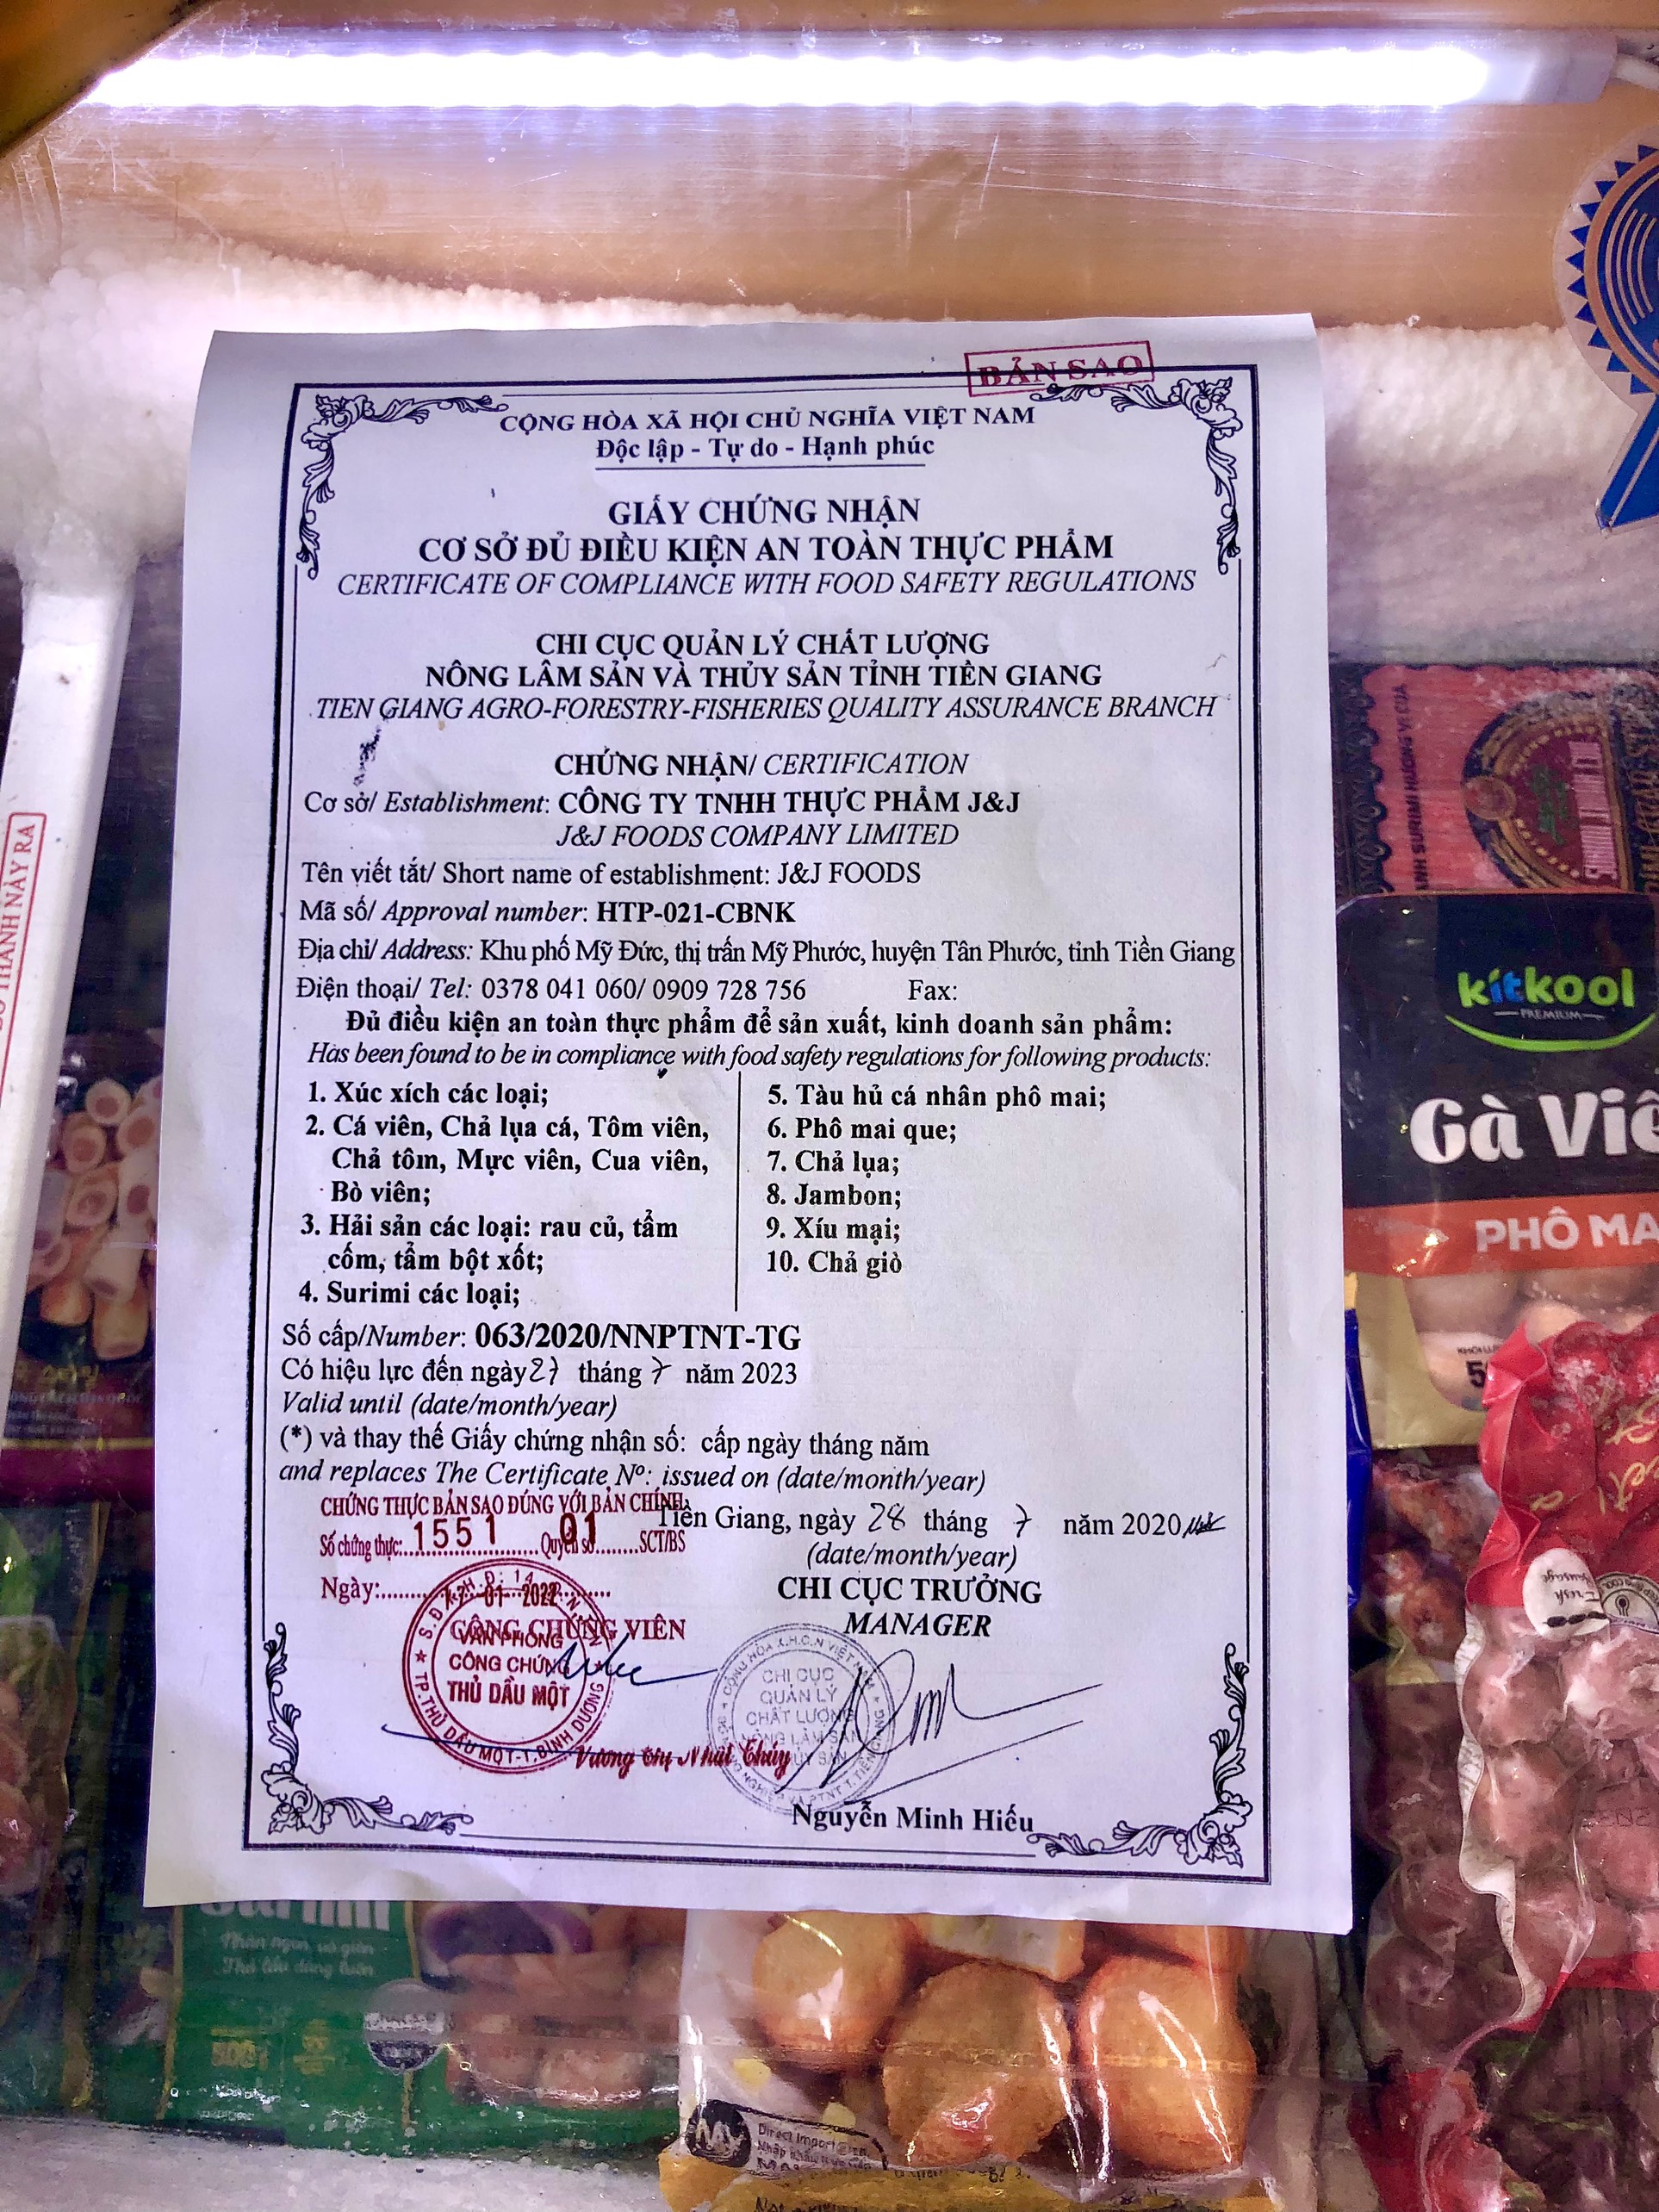 BẢN SAO
CỘNG HÒA XÃ HỘI CHỦ NGHĨA VIỆT NAM
Độc lập - Tự do - Hạnh phúc
GIẤY CHỨNG NHẬN
CƠ SỞ ĐỦ ĐIỀU KIỆN AN TOÀN THỰC PHẨM
CERTIFICATE OF COMPLIANCE WITH FOOD SAFETY REGULATIONS
CHI CỤC QUẢN LÝ CHẤT LƯỢNG
NÔNG LÂM SẢN VÀ THỦY SẢN TỈNH TIỀN GIANG
TIEN GIANG AGRO-FORESTRY-FISHERIES QUALITY ASSURANCE BRANCH
CHỨNG NHẬN/ CERTIFICATION
Cơ sở/ Establishment: CÔNG TY TNHH THỰC PHẨM J&J
J&J FOODS COMPANY LIMITED
Tên viết tắt/ Short name of establishment: J&J FOODS
Mã số/ Approval number: HTP-021-CBNK
Địa chỉ/ Address: Khu phố Mỹ Đức, thị trấn Mỹ Phước, huyện Tân Phước, tỉnh Tiền Giang
Điện thoại/ Tel: 0378 041 060/ 0909 728 756 Fax:
Đủ điều kiện an toàn thực phẩm để sản xuất, kinh doanh sản phẩm:
Has been found to be in compliance with food safety regulations for following products:
1. Xúc xích các loại;
2. Cá viên, Chả lụa cá, Tôm viên,
Chả tôm, Mực viên, Cua viên,
Bò viên;
3. Hải sản các loại: rau củ, tẩm
cốm, tẩm bột xốt;
4. Surimi các loại;
5. Tàu hủ cá nhân phô mai;
6. Phô mai que;
7. Chả lụa;
8. Jambon;
9. Xíu mại;
10. Chả giò
Số cấp/Number: 063/2020/NNPTNT-TG
Có hiệu lực đến ngày 27 tháng 7 năm 2023
Valid until (date/month/year)
(*) và thay thế Giấy chứng nhận số: cấp ngày tháng năm
and replaces The Certificate Nº: issued on (date/month/year)
CHỨNG THỰC BẢN SAO ĐÚNG VỚI BẢN CHÍNH
Số chứng thực:..1551.....Quyển số..01..SCT/BS
Ngày:.....-01-2022.....
CÔNG CHỨNG VIÊN
VĂN PHÒNG
CÔNG CHỨNG
THỦ DẦU MỘT
TP.THỦ DẦU MỘT-T.BÌNH DƯƠNG
Vương Thị Nhật Thúy
Tiền Giang, ngày 28 tháng 7 năm 2020
(date/month/year)
CHI CỤC TRƯỞNG
MANAGER
CHI CỤC
QUẢN LÝ
CHẤT LƯỢNG
Nguyễn Minh Hiếu
THANH NÀY RA
ANH SURIMI HƯƠNG VỊ CUA
kitkool
PREMIUM
Gà Viê
PHÔ MA
Direct Import
Nhập khẩu